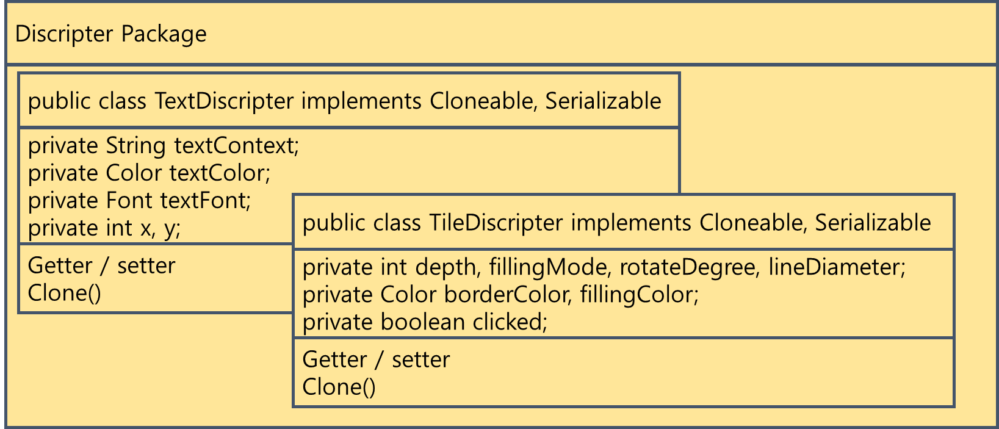 Discripter Package
public class TextDiscripter implements Cloneable, Serializable
private String textContext;
private Color textColor;
private Font textFont;
private int x, y;
Getter / setter
Clone()
public class TileDiscripter implements Cloneable, Serializable
private int depth, fillingMode, rotateDegree, lineDiameter;
private Color borderColor, fillingColor;
private boolean clicked;
Getter / setter
Clone()